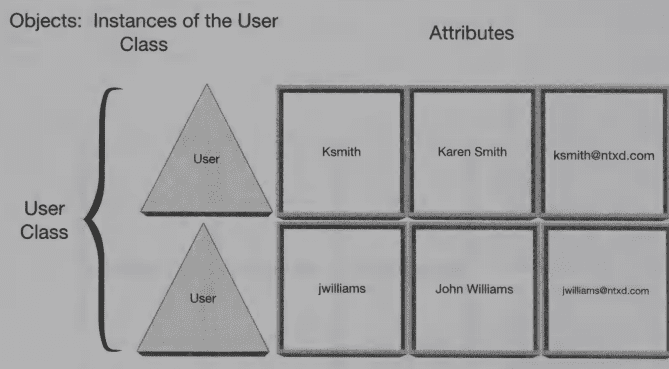 Objects: Instances of the User
Class
Attributes
User
Class
User
Ksmith
Karen Smith
ksmith@ntxd.com
User
jwilliams
John Williams
jwilliams@ntxd.com